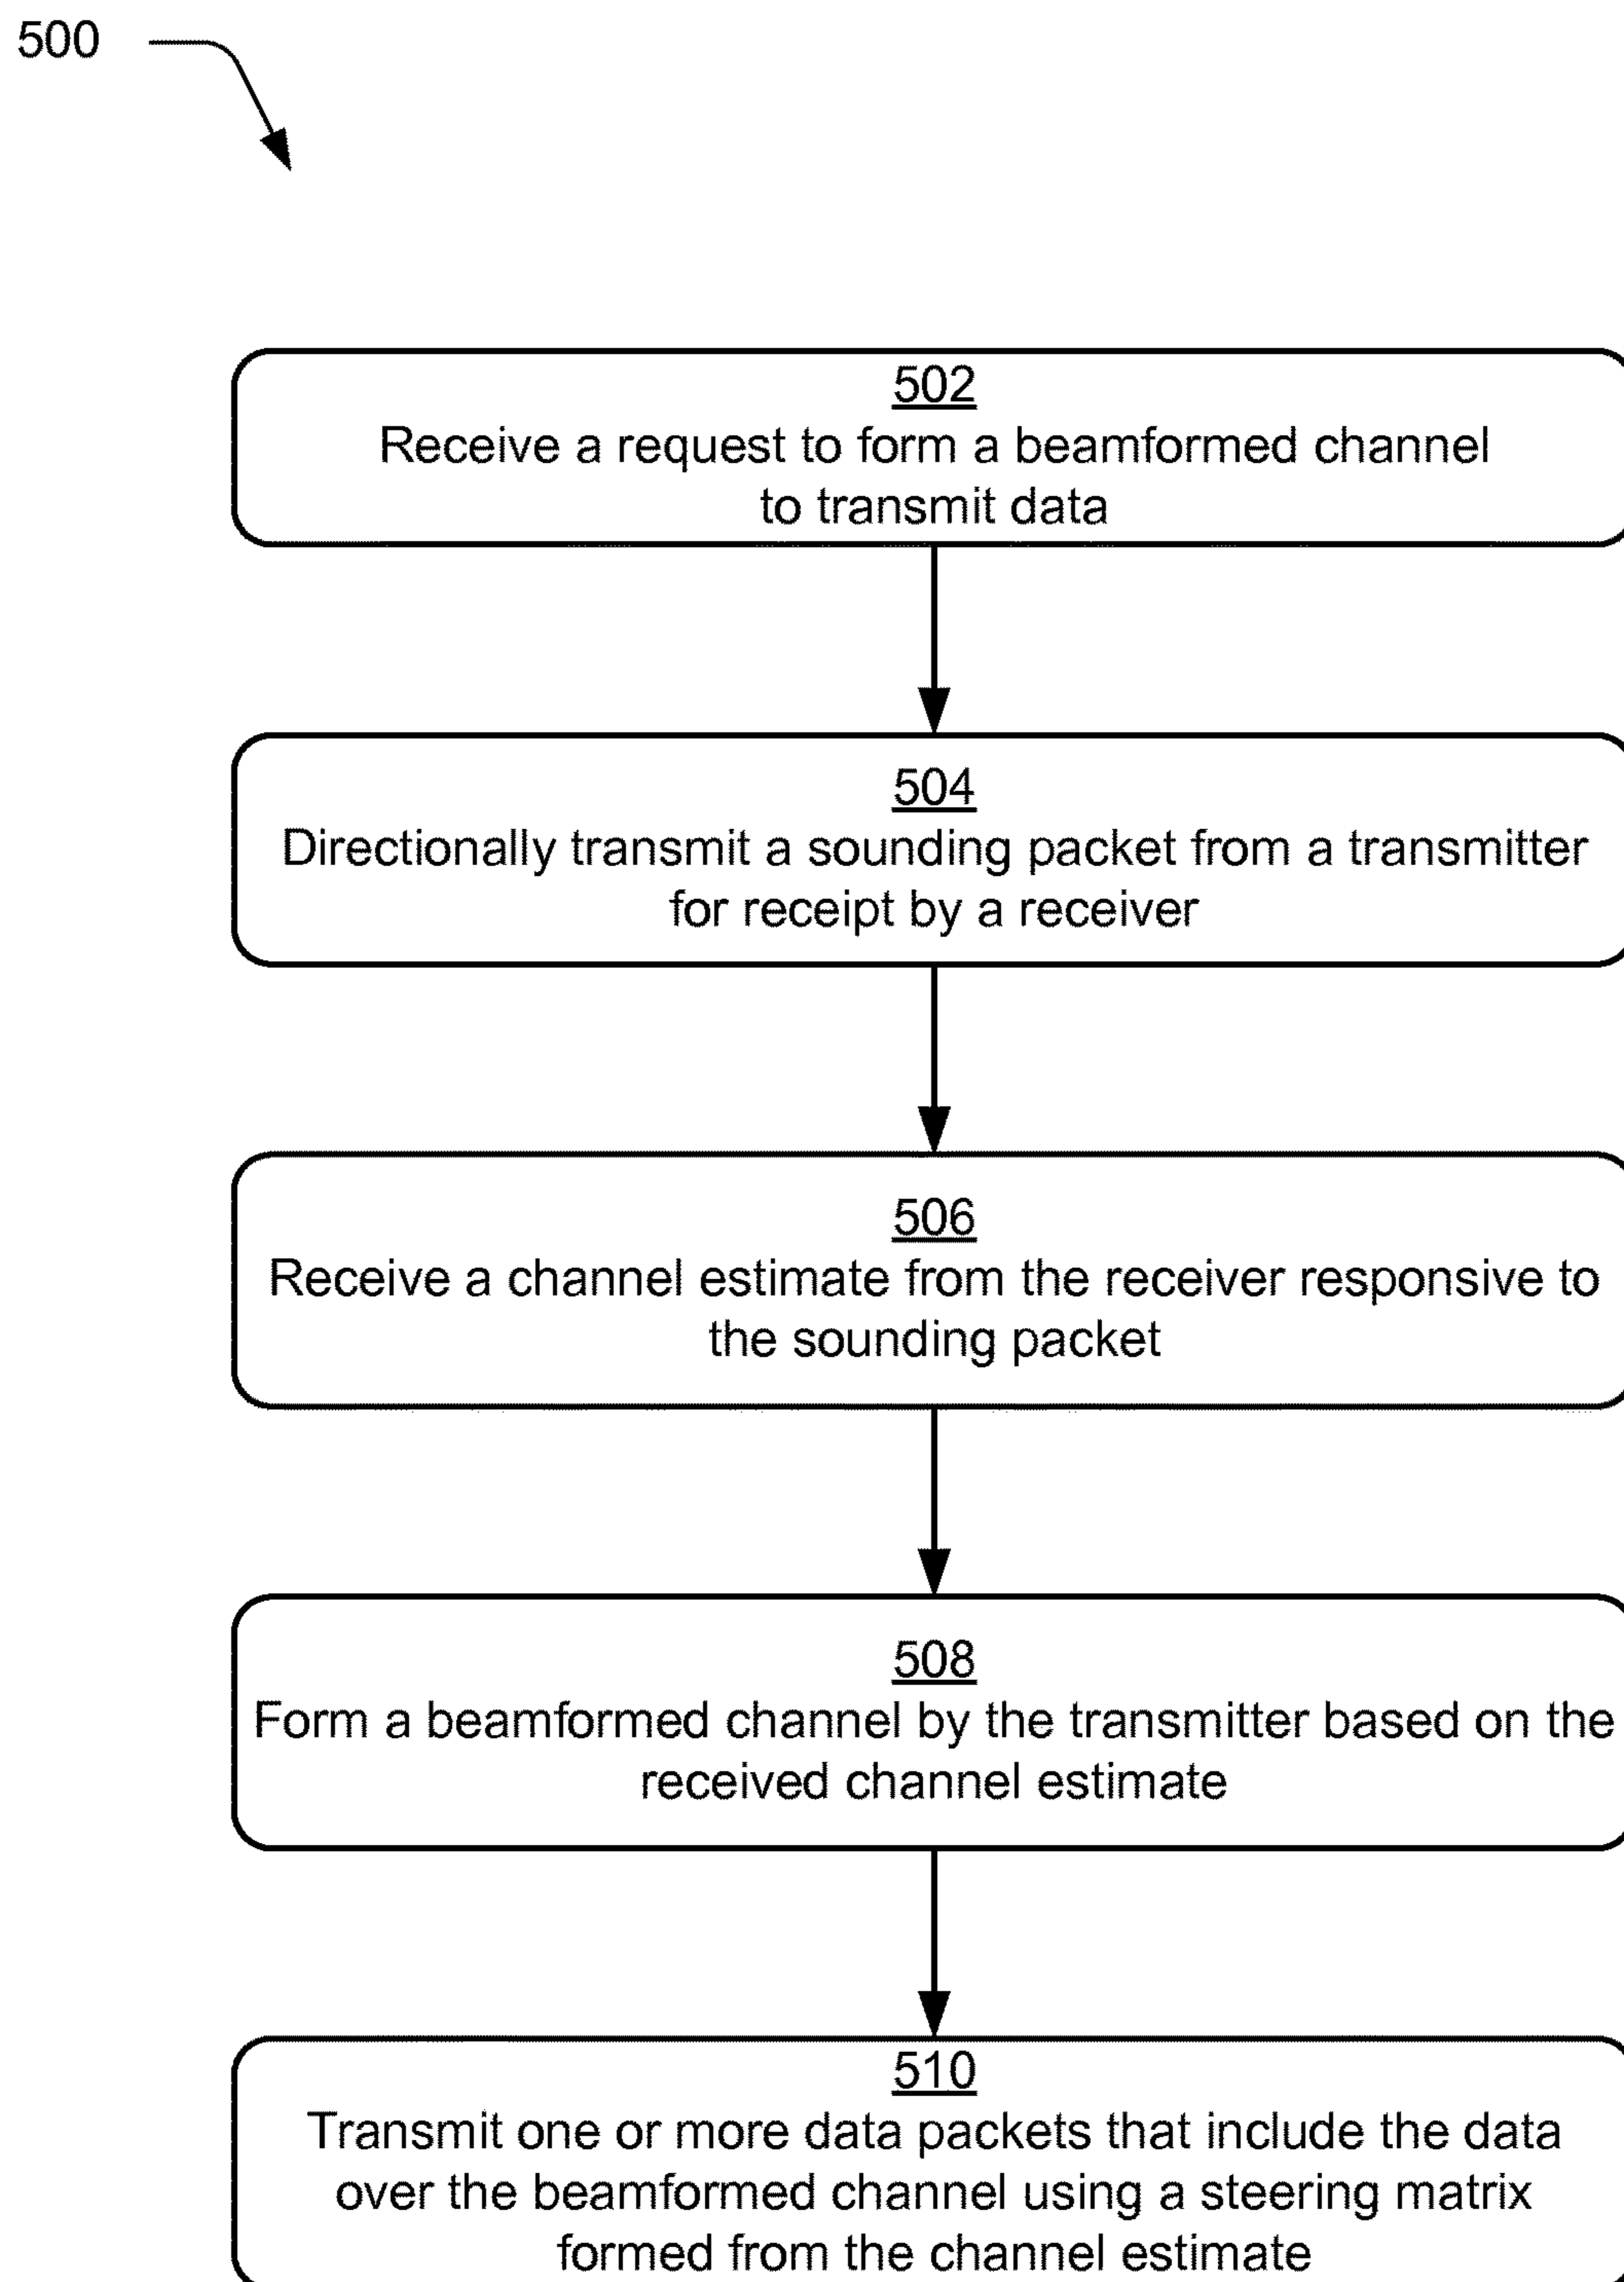 500
502
Receive a request to form a beamformed channel
to transmit data
504
Directionally transmit a sounding packet from a transmitter
for receipt by a receiver
506
Receive a channel estimate from the receiver responsive to
the sounding packet
508
Form a beamformed channel by the transmitter based on the
received channel estimate
510
Transmit one or more data packets that include the data
over the beamformed channel using a steering matrix
formed from the channel estimate